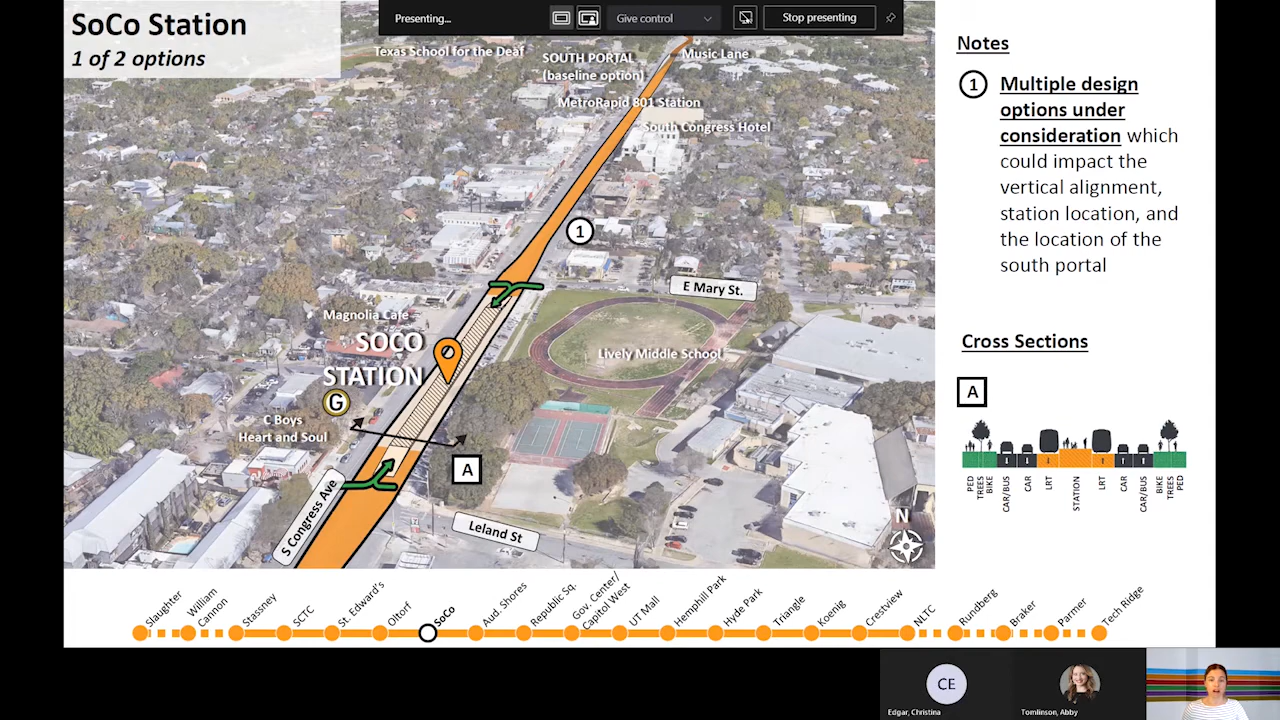 SoCo Station
1 of 2 options
Presenting...
Give control
Stop presenting
Texas School for the Deaf
SOUTH PORTAL
(baseline option)
Music Lane
MetroRapid 801 Station
South Congress Hotel
1
E Mary St.
Magnolia Cafe
SOCO
STATION
Lively Middle School
G
C Boys
Heart and Soul
A
S Congress Ave
Leland St
N
Notes
1
Multiple design
options under
consideration which
could impact the
vertical alignment,
station location, and
the location of the
south portal
Cross Sections
A
PED
TREES
BIKE
CAR/BUS
CAR
LRT
STATION
LRT
CAR
CAR/BUS
BIKE
TREES
PED
Slaughter
William
Cannon
Stassney
SCTC
St. Edward's
Oltorf
SoCo
Aud. Shores
Republic Sq.
Gov. Center/
Capitol West
UT Mall
Hemphill Park
Hyde Park
Triangle
Koenig
Crestview
NLTC
Rundberg
Braker
Parmer
Tech Ridge
CE
Edgar, Christina
Tomlinson, Abby